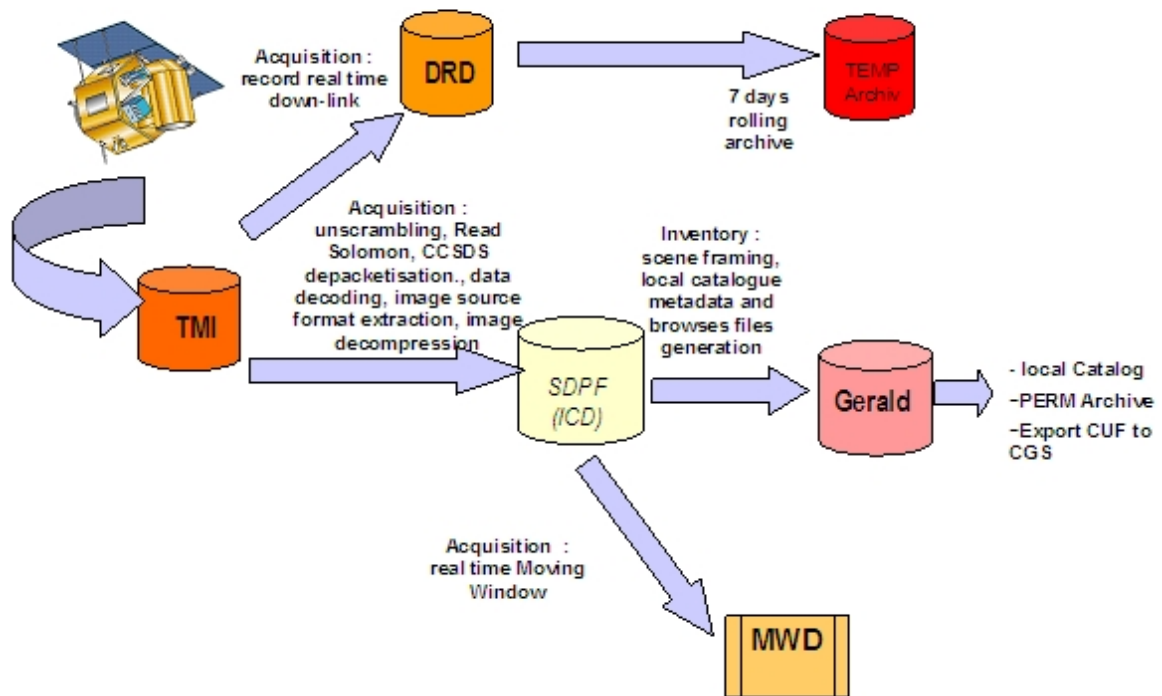 Acquisition :
record real time
down-link
DRD
TEMP
Archiv
7 days
rolling
archive
Acquisition :
unscrambling, Read
Solomon, CCSDS
depacketisation., data
decoding, image source
format extraction, image
decompression
TMI
Inventory :
scene framing,
local catalogue
metadata and
browses files
generation
SDPF
(ICD)
Gerald
- local Catalog
-PERM Archive
-Export CUF to
CGS
Acquisition :
real time Moving
Window
MWD